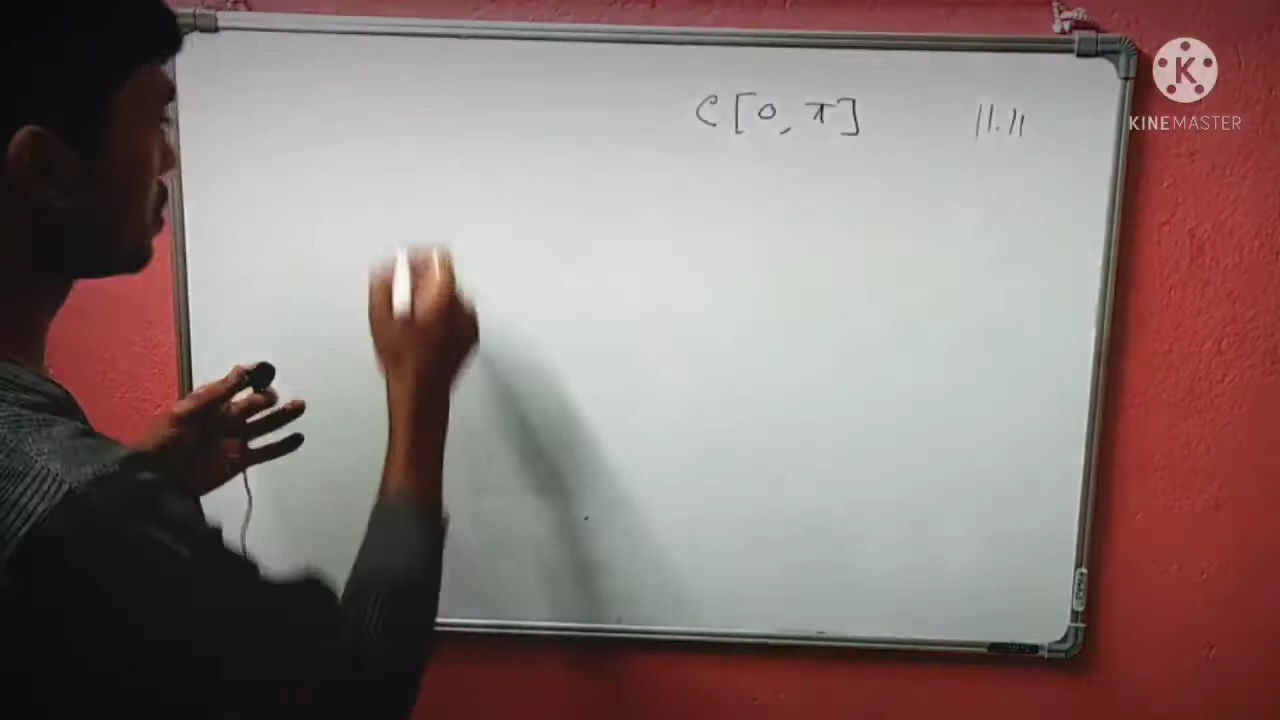 C[0, π] ||.||
K
KINEMASTER